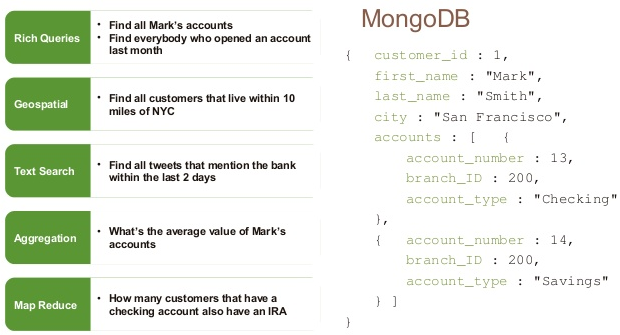 Rich Queries
• Find all Mark's accounts
• Find everybody who opened an account
last month
Geospatial
• Find all customers that live within 10
miles of NYC
Text Search
• Find all tweets that mention the bank
within the last 2 days
Aggregation
• What's the average value of Mark's
accounts
Map Reduce
• How many customers that have a
checking account also have an IRA
MongoDB
{ customer_id : 1,
first_name : "Mark",
last_name : "Smith",
city : "San Francisco",
accounts : [ {
account_number : 13,
branch_ID : 200,
account_type : "Checking"
},
{ account_number : 14,
branch_ID : 200,
account_type : "Savings"
} ]
}